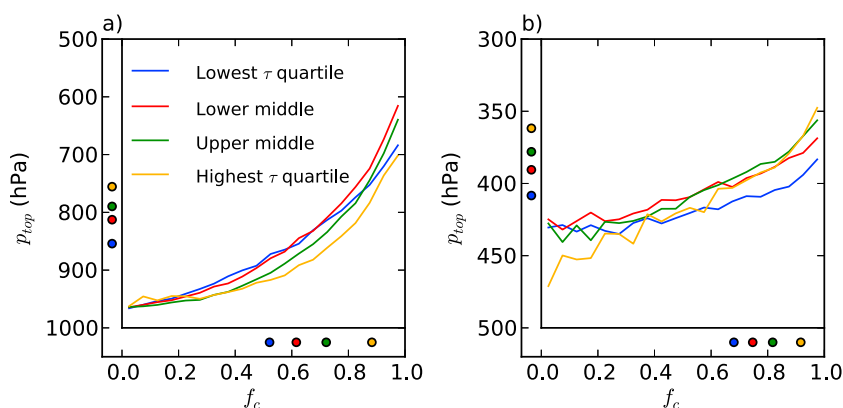 a)
500
600
700
800
900
1000
p_top (hPa)
Lowest τ quartile
Lower middle
Upper middle
Highest τ quartile
0.0 0.2 0.4 0.6 0.8 1.0
f_c
b)
300
350
400
450
500
p_top (hPa)
0.0 0.2 0.4 0.6 0.8 1.0
f_c